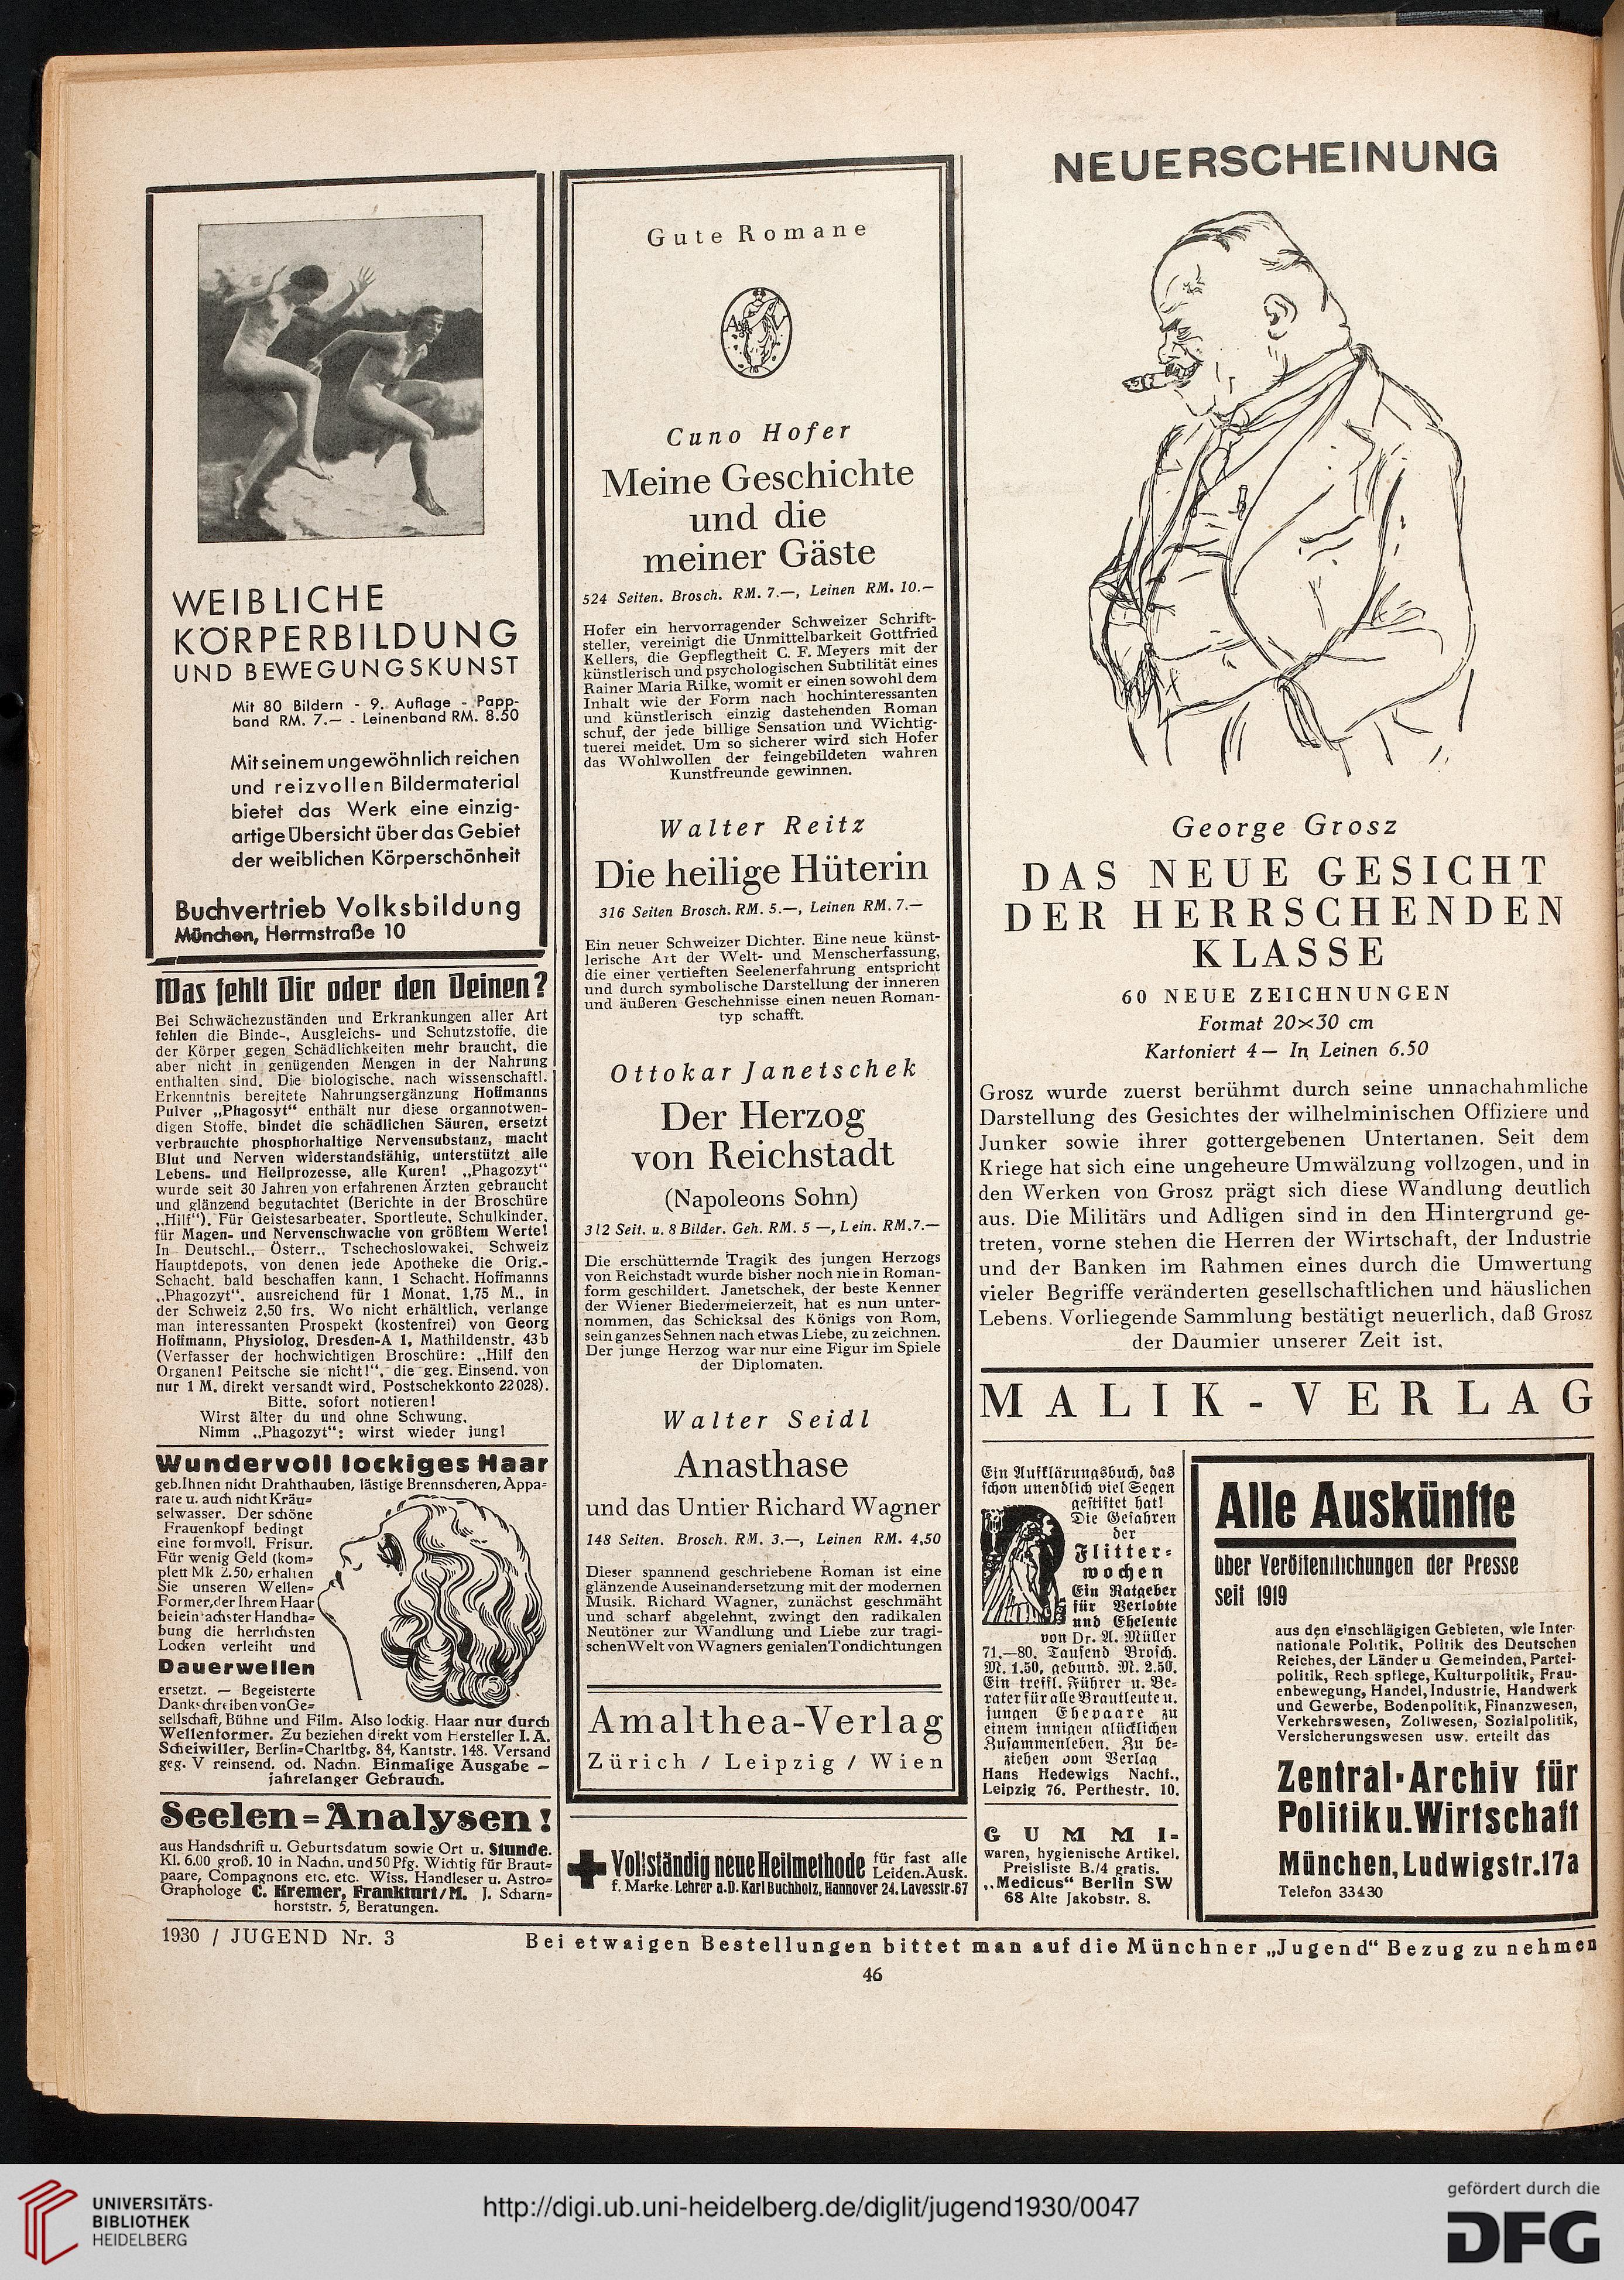 WEIBLICHE
KÖRPERBILDUNG
UND BEWEGUNGSKUNST
Mit 80 Bildern - 9. Auflage - Papp-
band RM. 7.— - Leinenband RM. 8.50
Mit seinem ungewöhnlich reichen
und reizvollen Bildermaterial
bietet das Werk eine einzig-
artige Übersicht über das Gebiet
der weiblichen Körperschönheit
Buchvertrieb Volksbildung
München, Herrnstraße 10
Was fehlt Dir oder den Deinen?
Bei Schwächezuständen und Erkrankungen aller Art
fehlen die Binde-, Ausgleichs- und Schutzstoffe, die
der Körper gegen Schädlichkeiten mehr braucht, die
aber nicht in genügenden Mengen in der Nahrung
enthalten sind. Die biologische, nach wissenschaftl.
Erkenntnis bereitete Nahrungsergänzung Hoffmanns
Pulver „Phagosyt“ enthält nur diese organnotwen-
digen Stoffe, bindet die schädlichen Säuren, ersetzt
verbrauchte phosphorhaltige Nervensubstanz, macht
Blut und Nerven widerstandsfähig, unterstützt alle
Lebens- und Heilprozesse, alle Kuren! „Phagozyt“
wurde seit 30 Jahren von erfahrenen Ärzten gebraucht
und glänzend begutachtet (Berichte in der Broschüre
„Hilf“). Für Geistesarbeater, Sportleute, Schulkinder,
für Magen- und Nervenschwache von größtem Werte!
In Deutschl., Österr., Tschechoslowakei, Schweiz
Hauptdepots, von denen jede Apotheke die Orig.-
Schacht. bald beschaffen kann. 1 Schacht. Hoffmanns
„Phagozyt“, ausreichend für 1 Monat, 1,75 M., in
der Schweiz 2,50 frs. Wo nicht erhältlich, verlange
man interessanten Prospekt (kostenfrei) von Georg
Hoffmann, Physiolog, Dresden-A 1, Mathildenstr. 43 b
(Verfasser der hochwichtigen Broschüre: „Hilf den
Organen! Peitsche sie nicht!“, die geg. Einsend. von
nur 1 M. direkt versandt wird. Postscheckkonto 22 028).
Bitte, sofort notieren!
Wirst älter du und ohne Schwung,
Nimm „Phagozyt“: wirst wieder jung!
Wundervoll lockiges Haar
geb. Ihnen nicht Drahthauben, lästige Brennscheren, Appa-
rate u. auch nicht Kräu-
selwasser. Der schöne
Frauenkopf bedingt
eine formvoll. Frisur.
Für wenig Geld (kom-
plett Mk 2.50) erhalten
Sie unseren Wellen-
Former, der Ihrem Haar
bei einfachster Handha-
bung die herrlichsten
Locken verleiht und
Dauerwellen
ersetzt. — Begeisterte
Dankschreiben von Ge-
sellschaft, Bühne und Film. Also lockig. Haar nur durch
Wellenformer. Zu beziehen direkt vom Hersteller I. A.
Scheiwiller, Berlin-Charltbg. 84, Kantstr. 148. Versand
geg. V reinsend. od. Nachn. Einmalige Ausgabe —
jahrelanger Gebrauch.
Seelen-Analysen!
aus Handschrift u. Geburtsdatum sowie Ort u. Stunde.
Kl. 6.00 groß. 10 in Nachn. und 50 Pfg. Wichtig für Braut-
paare, Compagnons etc. etc. Wiss. Handleser u. Astro-
Graphologe C. Kremer, Frankfurt/M. J. Scharn-
horststr. 5, Beratungen.
Gute Romane
A V
Cuno Hofer
Meine Geschichte
und die
meiner Gäste
524 Seiten. Brosch. RM. 7.—, Leinen RM. 10.—
Hofer ein hervorragender Schweizer Schrift-
steller, vereinigt die Unmittelbarkeit Gottfried
Kellers, die Gepflegtheit C. F. Meyers mit der
künstlerisch und psychologischen Subtilität eines
Rainer Maria Rilke, womit er einen sowohl dem
Inhalt wie der Form nach hochinteressanten
und künstlerisch einzig dastehenden Roman
schuf, der jede billige Sensation und Wichtig-
tuerei meidet. Um so sicherer wird sich Hofer
das Wohlwollen der feingebildeten wahren
Kunstfreunde gewinnen.
Walter Reitz
Die heilige Hüterin
316 Seiten Brosch. RM. 5.—, Leinen RM. 7.—
Ein neuer Schweizer Dichter. Eine neue künst-
lerische Art der Welt- und Menscherfassung,
die einer vertieften Seelenerfahrung entspricht
und durch symbolische Darstellung der inneren
und äußeren Geschehnisse einen neuen Roman-
typ schafft.
Ottokar Janetschek
Der Herzog
von Reichstadt
(Napoleons Sohn)
312 Seit. u. 8 Bilder. Geh. RM. 5 —, Lein. RM. 7.—
Die erschütternde Tragik des jungen Herzogs
von Reichstadt wurde bisher noch nie in Roman-
form geschildert. Janetschek, der beste Kenner
der Wiener Biedermeierzeit, hat es nun unter-
nommen, das Schicksal des Königs von Rom,
sein ganzes Sehnen nach etwas Liebe, zu zeichnen.
Der junge Herzog war nur eine Figur im Spiele
der Diplomaten.
Walter Seidl
Anasthase
und das Untier Richard Wagner
148 Seiten. Brosch. RM. 3.—, Leinen RM. 4,50
Dieser spannend geschriebene Roman ist eine
glänzende Auseinandersetzung mit der modernen
Musik. Richard Wagner, zunächst geschmäht
und scharf abgelehnt, zwingt den radikalen
Neutöner zur Wandlung und Liebe zur tragi-
schen Welt von Wagners genialen Tondichtungen
Amalthea-Verlag
Zürich / Leipzig / Wien
Vollständig neue Heilmethode für fast alle
Leiden. Ausk.
f. Marke. Lehrer a.D. Karl Buchholz, Hannover 24. Lavesstr. 67
NEUERSCHEINUNG
George Grosz
DAS NEUE GESICHT
DER HERRSCHENDEN
KLASSE
60 NEUE ZEICHNUNGEN
Format 20×30 cm
Kartoniert 4— In Leinen 6.50
Grosz wurde zuerst berühmt durch seine unnachahmliche
Darstellung des Gesichtes der wilhelminischen Offiziere und
Junker sowie ihrer gottergebenen Untertanen. Seit dem
Kriege hat sich eine ungeheure Umwälzung vollzogen, und in
den Werken von Grosz prägt sich diese Wandlung deutlich
aus. Die Militärs und Adligen sind in den Hintergrund ge-
treten, vorne stehen die Herren der Wirtschaft, der Industrie
und der Banken im Rahmen eines durch die Umwertung
vieler Begriffe veränderten gesellschaftlichen und häuslichen
Lebens. Vorliegende Sammlung bestätigt neuerlich, daß Grosz
der Daumier unserer Zeit ist.
MALIK-VERLAG
Ein Aufklärungsbuch, das
schon unendlich viel Segen
gestiftet hat!
Die Gefahren
der
Flitter-
wochen
Ein Ratgeber
für Verlobte
und Eheleute
von Dr. A. Müller
71.—80. Tausend Brosch.
M. 1.50, gebund. M. 2.50.
Ein treffl. Führer u. Be-
rater für alle Brautleute u.
jungen Ehepaare zu
einem innigen glücklichen
Zusammenleben. Zu be-
ziehen vom Verlag
Hans Hedewigs Nachf.,
Leipzig 76. Perthestr. 10.
GUMMI-
waren, hygienische Artikel.
Preisliste B./4 gratis.
„Medicus“ Berlin SW
68 Alte Jakobstr. 8.
Alle Auskünfte
über Veröffentlichungen der Presse
seit 1919
aus den einschlägigen Gebieten, wie Inter-
nationale Politik, Politik des Deutschen
Reiches, der Länder u. Gemeinden, Partei-
politik, Rechtspflege, Kulturpolitik, Frau-
enbewegung, Handel, Industrie, Handwerk
und Gewerbe, Bodenpolitik, Finanzwesen,
Verkehrswesen, Zollwesen, Sozialpolitik,
Versicherungswesen usw. erteilt das
Zentral-Archiv für
Politik u. Wirtschaft
München, Ludwigstr. 17a
Telefon 33430
1930 / JUGEND Nr. 3
Bei etwaigen Bestellungen bittet man auf die Münchner „Jugend“ Bezug zu nehmen
46
UNIVERSITÄTS-
BIBLIOTHEK
HEIDELBERG
http://digi.ub.uni-heidelberg.de/diglit/jugend1930/0047
gefördert durch die
DFG